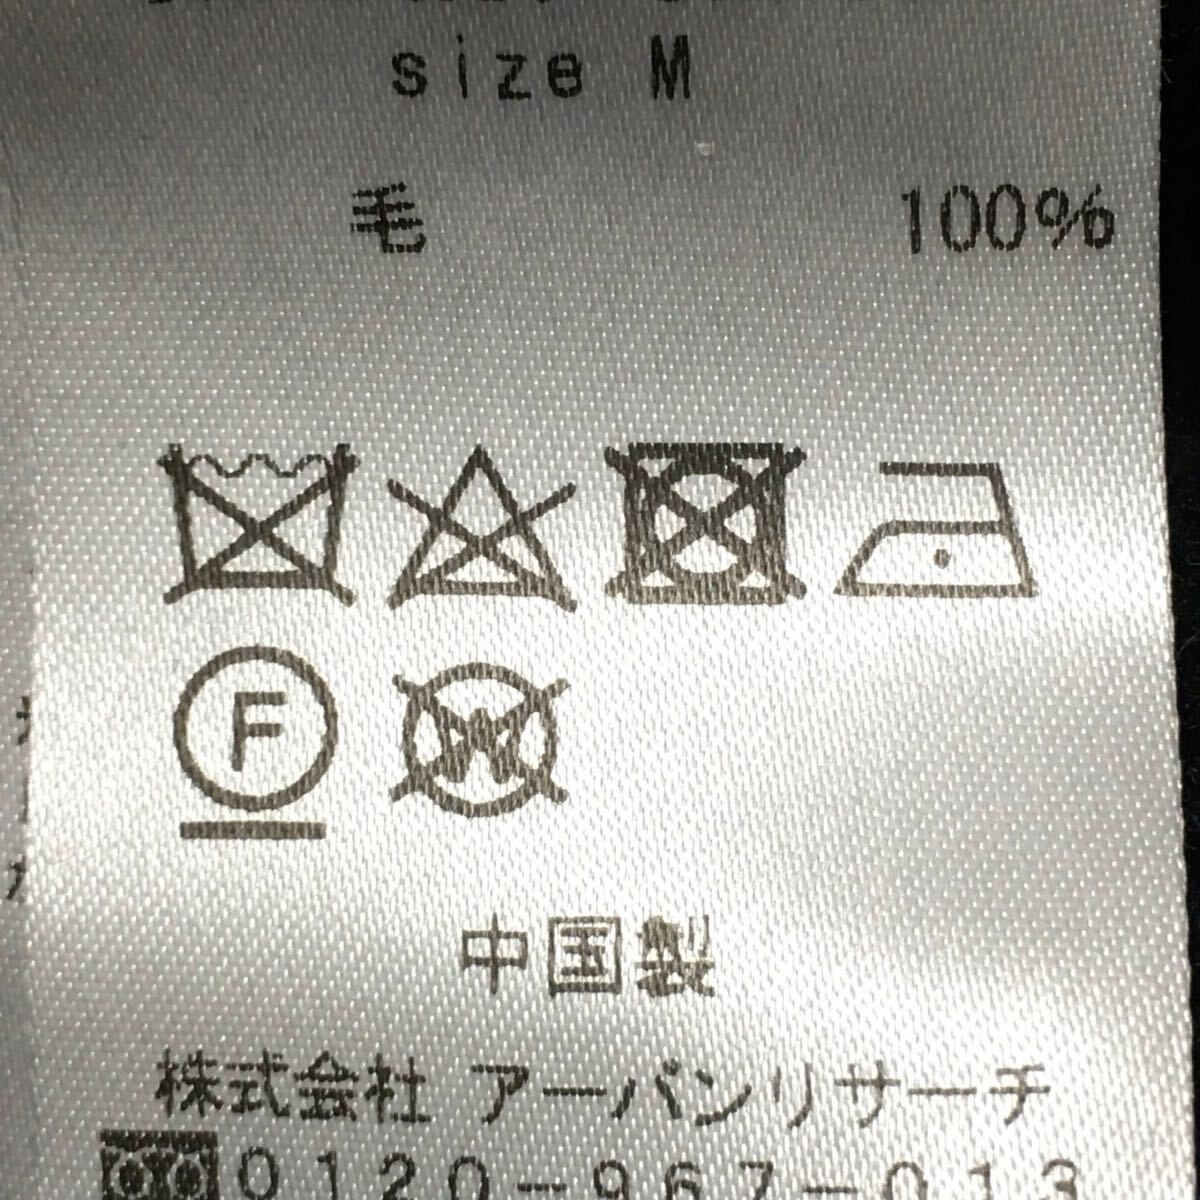 size M
毛 100%
F
W
中国製
株式会社 アーバンリサーチ
0120-967-013